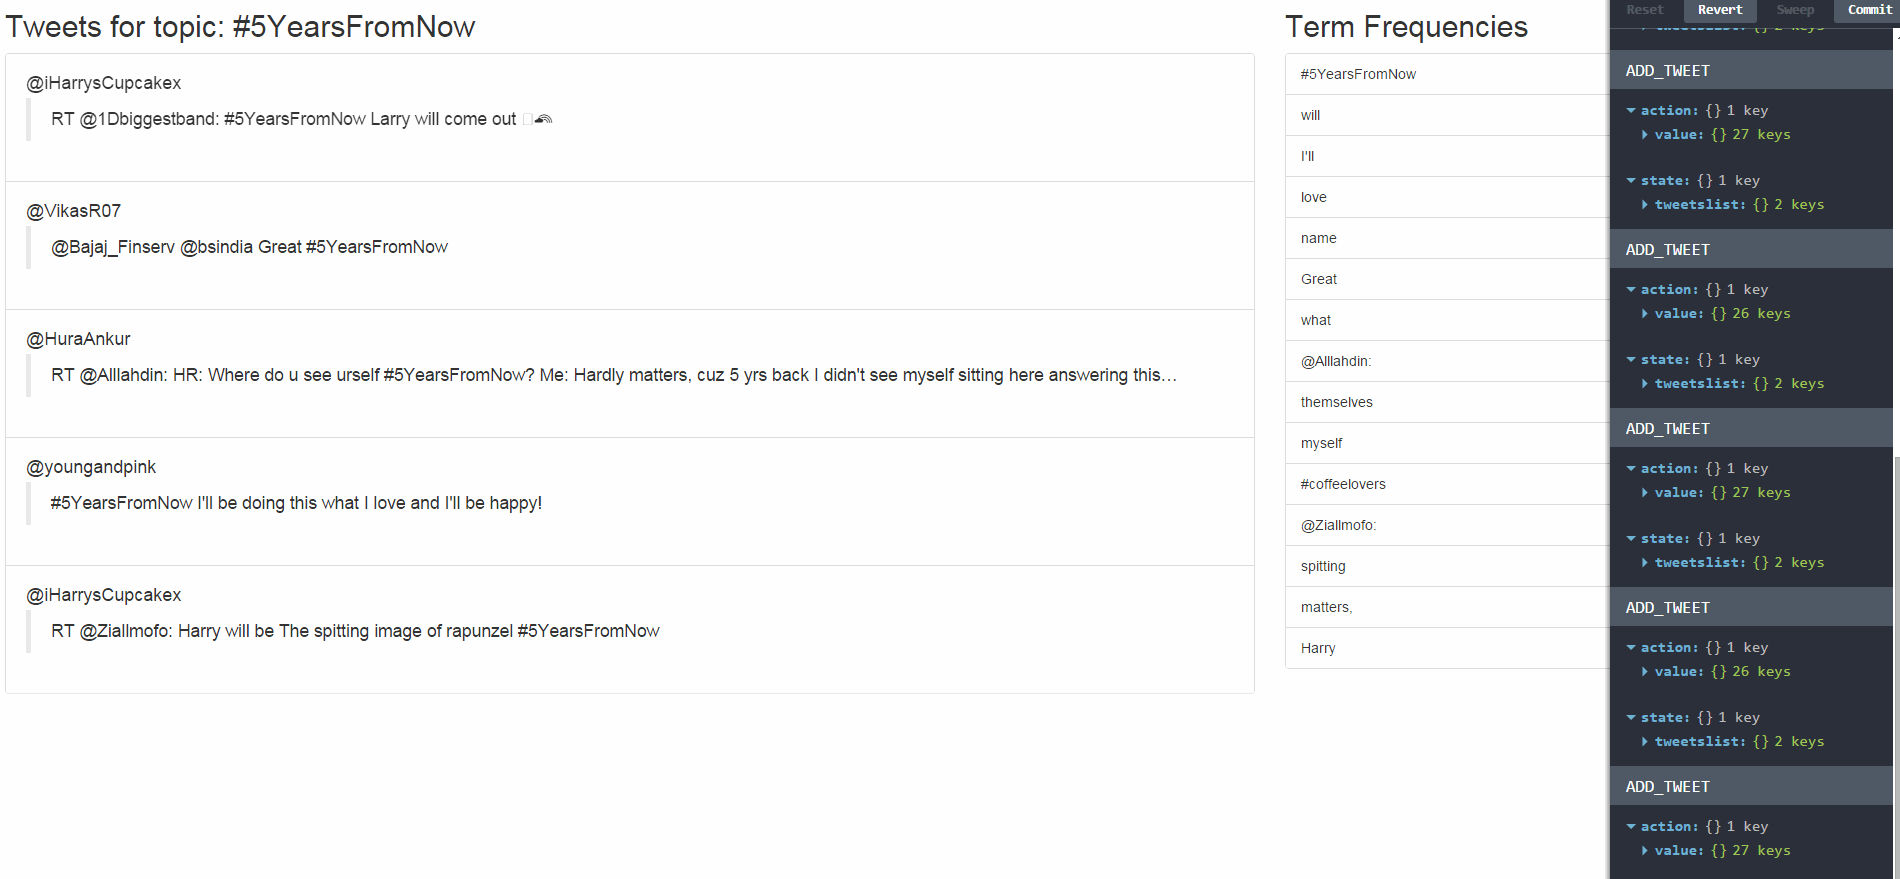 Tweets for topic: #5YearsFromNow
@iHarrysCupcakex
RT @1Dbiggestband: #5YearsFromNow Larry will come out
@VikasR07
@Bajaj_Finserv @bsindia Great #5YearsFromNow
@HuraAnkur
RT @Alllahdin: HR: Where do u see urself #5YearsFromNow? Me: Hardly matters, cuz 5 yrs back I didn't see myself sitting here answering this…
@youngandpink
#5YearsFromNow I'll be doing this what I love and I'll be happy!
@iHarrysCupcakex
RT @Ziallmofo: Harry will be The spitting image of rapunzel #5YearsFromNow
Term Frequencies
#5YearsFromNow
will
I'll
love
name
Great
what
@Alllahdin:
themselves
myself
#coffeelovers
@Ziallmofo:
spitting
matters,
Harry
Reset Revert Sweep Commit
tweetslist: {} 2 keys
ADD_TWEET
action: {} 1 key
value: {} 27 keys
state: {} 1 key
tweetslist: {} 2 keys
ADD_TWEET
action: {} 1 key
value: {} 26 keys
state: {} 1 key
tweetslist: {} 2 keys
ADD_TWEET
action: {} 1 key
value: {} 27 keys
state: {} 1 key
tweetslist: {} 2 keys
ADD_TWEET
action: {} 1 key
value: {} 26 keys
state: {} 1 key
tweetslist: {} 2 keys
ADD_TWEET
action: {} 1 key
value: {} 27 keys